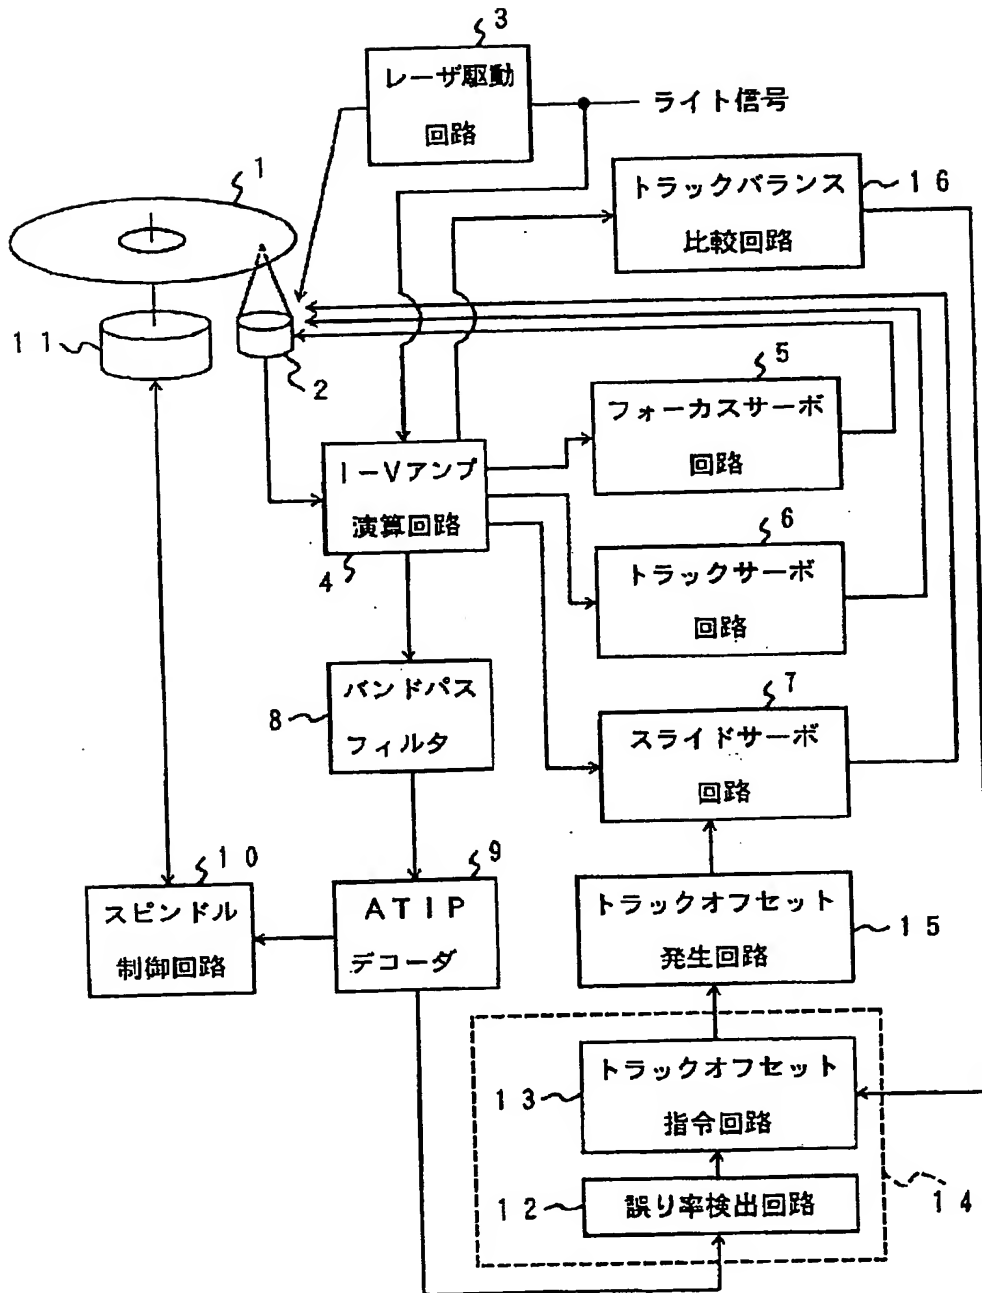 3
レーザ駆動
回路
ライト信号
1
トラックバランス
比較回路
16
11
2
5
フォーカスサーボ
回路
I-Vアンプ
演算回路
4
6
トラックサーボ
回路
バンドパス
フィルタ
8
7
スライドサーボ
回路
10
スピンドル
制御回路
9
ATIP
デコーダ
トラックオフセット
発生回路
15
トラックオフセット
指令回路
13
誤り率検出回路
12
14